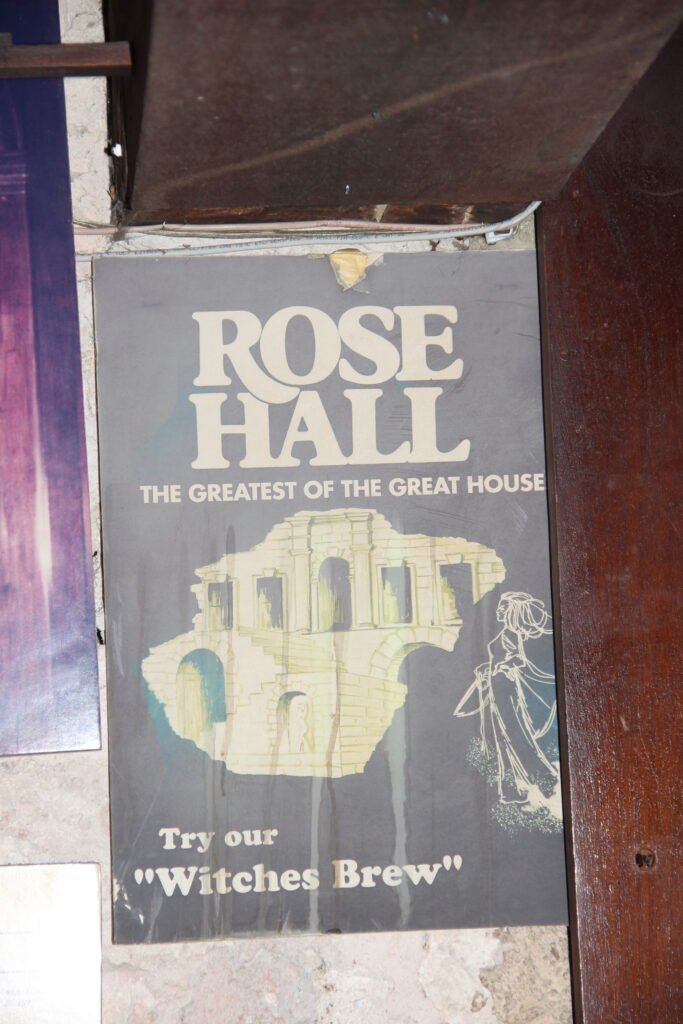 ROSE
HALL
THE GREATEST OF THE GREAT HOUSE
Try our
"Witches Brew"